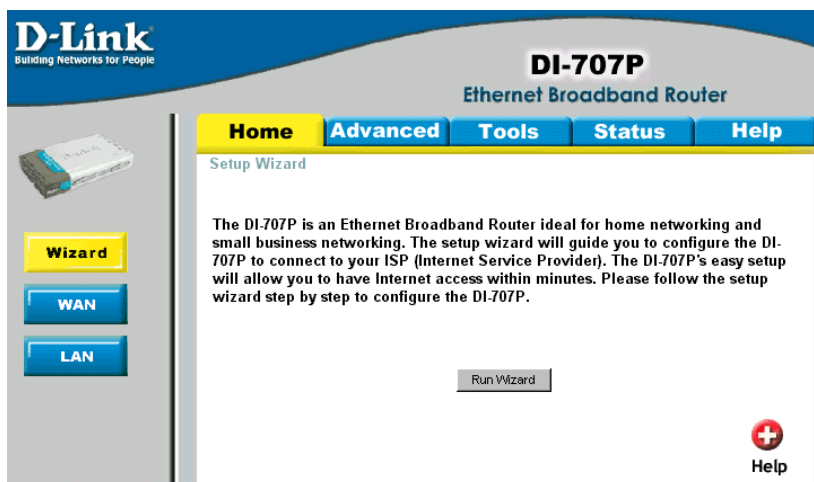 D-Link
Building Networks for People
DI-707P
Ethernet Broadband Router
Home
Advanced
Tools
Status
Help
Setup Wizard
Wizard
WAN
LAN
The DI-707P is an Ethernet Broadband Router ideal for home networking and
small business networking. The setup wizard will guide you to configure the DI-
707P to connect to your ISP (Internet Service Provider). The DI-707P's easy setup
will allow you to have Internet access within minutes. Please follow the setup
wizard step by step to configure the DI-707P.
Run Wizard
Help